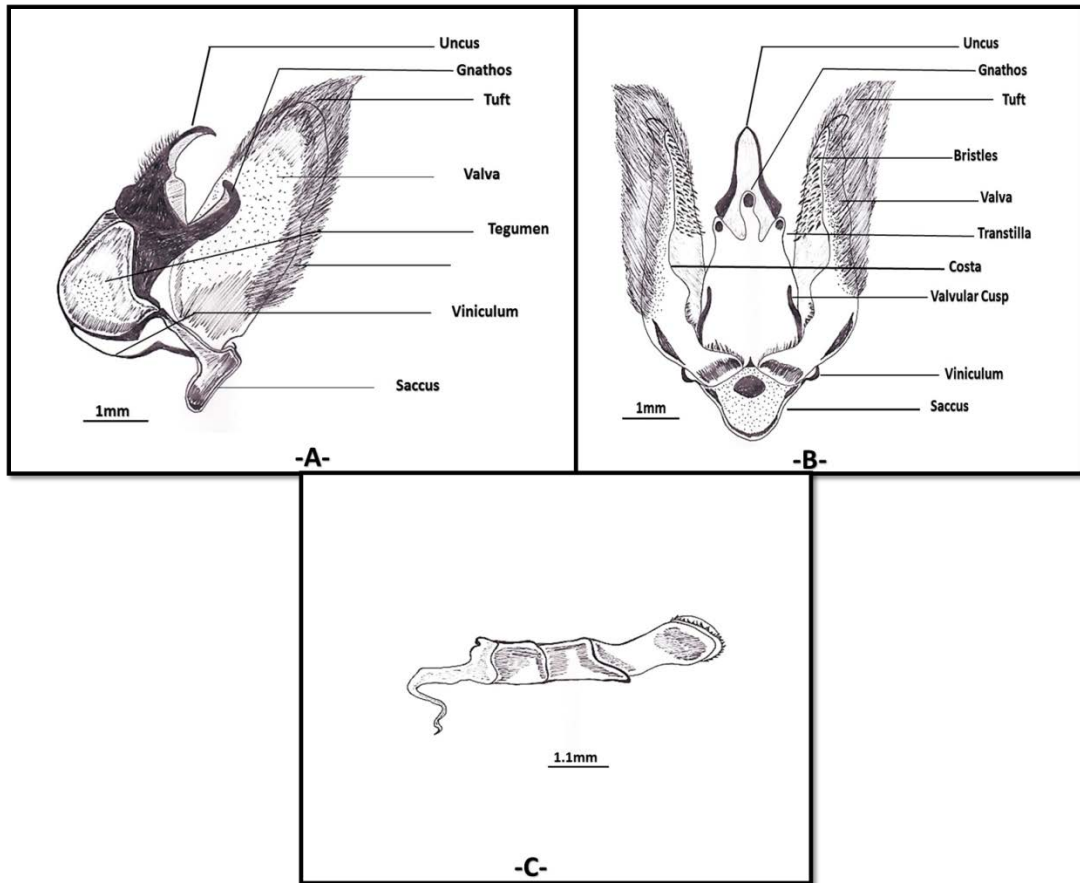 Uncus
Gnathos
Tuft
Valva
Tegumen
Viniculum
Saccus
1mm
-A-
Uncus
Gnathos
Tuft
Bristles
Valva
Transtilla
Costa
Valvular Cusp
Viniculum
Saccus
1mm
-B-
1.1mm
-C-